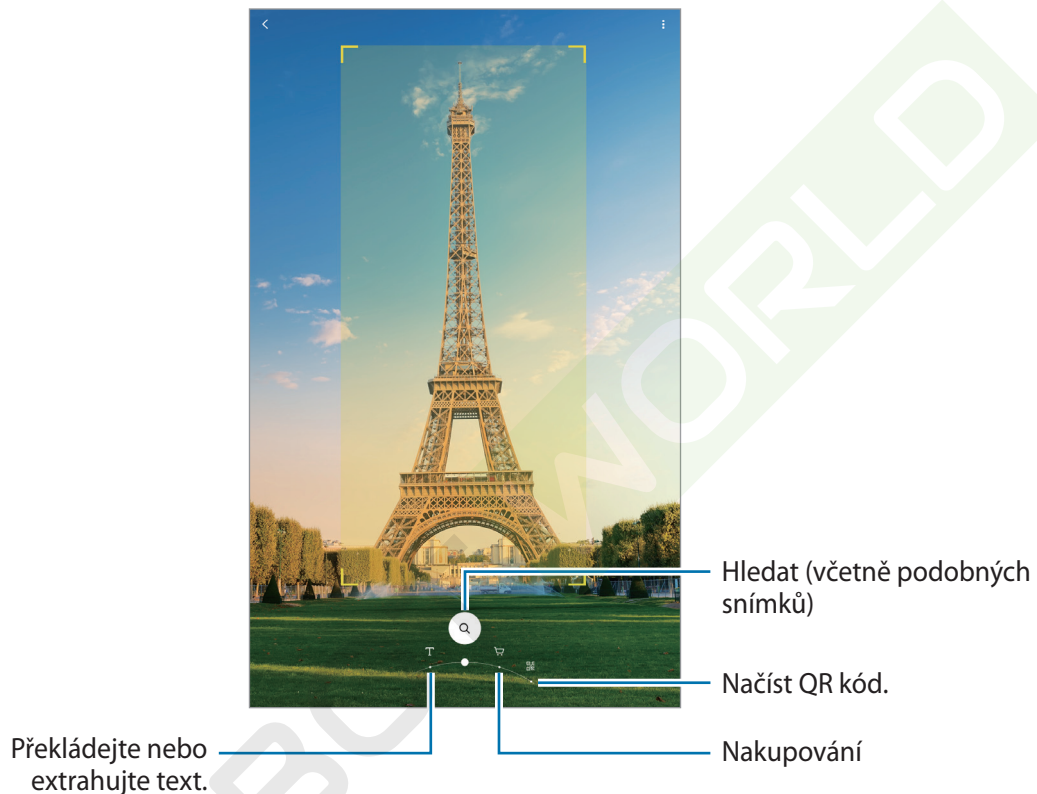 Hledat (včetně podobných
snímků)
T
Načíst QR kód.
Překládejte nebo
extrahujte text.
Nakupování